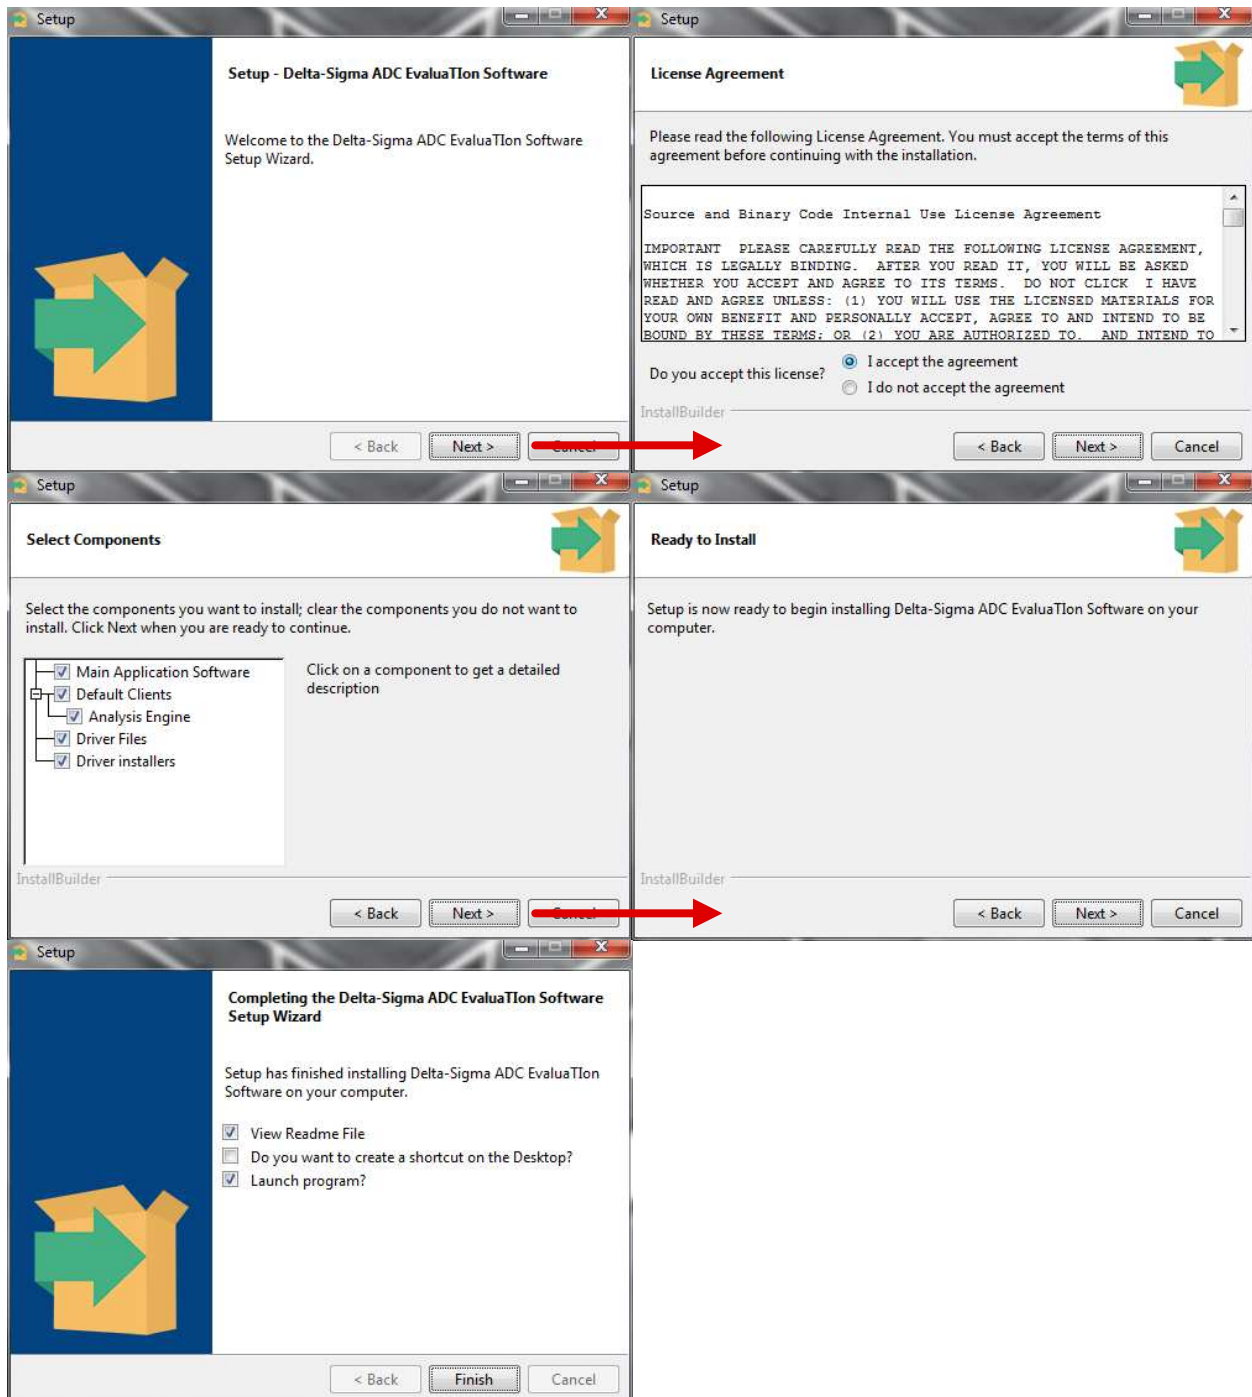 Setup
Setup - Delta-Sigma ADC EvaluaTIon Software
Welcome to the Delta-Sigma ADC EvaluaTIon Software
Setup Wizard.
< Back
Next >
Cancel
Setup
License Agreement
Please read the following License Agreement. You must accept the terms of this
agreement before continuing with the installation.
Source and Binary Code Internal Use License Agreement
IMPORTANT  PLEASE CAREFULLY READ THE FOLLOWING LICENSE AGREEMENT,
WHICH IS LEGALLY BINDING.  AFTER YOU READ IT, YOU WILL BE ASKED
WHETHER YOU ACCEPT AND AGREE TO ITS TERMS.  DO NOT CLICK  I HAVE
READ AND AGREE UNLESS: (1) YOU WILL USE THE LICENSED MATERIALS FOR
YOUR OWN BENEFIT AND PERSONALLY ACCEPT, AGREE TO AND INTEND TO BE
BOUND BY THESE TERMS; OR (2) YOU ARE AUTHORIZED TO.  AND INTEND TO
Do you accept this license?
I accept the agreement
I do not accept the agreement
InstallBuilder
< Back
Next >
Cancel
Setup
Select Components
Select the components you want to install; clear the components you do not want to
install. Click Next when you are ready to continue.
Main Application Software
Default Clients
Analysis Engine
Driver Files
Driver installers
Click on a component to get a detailed
description
InstallBuilder
< Back
Next >
Cancel
Setup
Ready to Install
Setup is now ready to begin installing Delta-Sigma ADC EvaluaTIon Software on your
computer.
InstallBuilder
< Back
Next >
Cancel
Setup
Completing the Delta-Sigma ADC EvaluaTIon Software
Setup Wizard
Setup has finished installing Delta-Sigma ADC EvaluaTIon
Software on your computer.
View Readme File
Do you want to create a shortcut on the Desktop?
Launch program?
< Back
Finish
Cancel